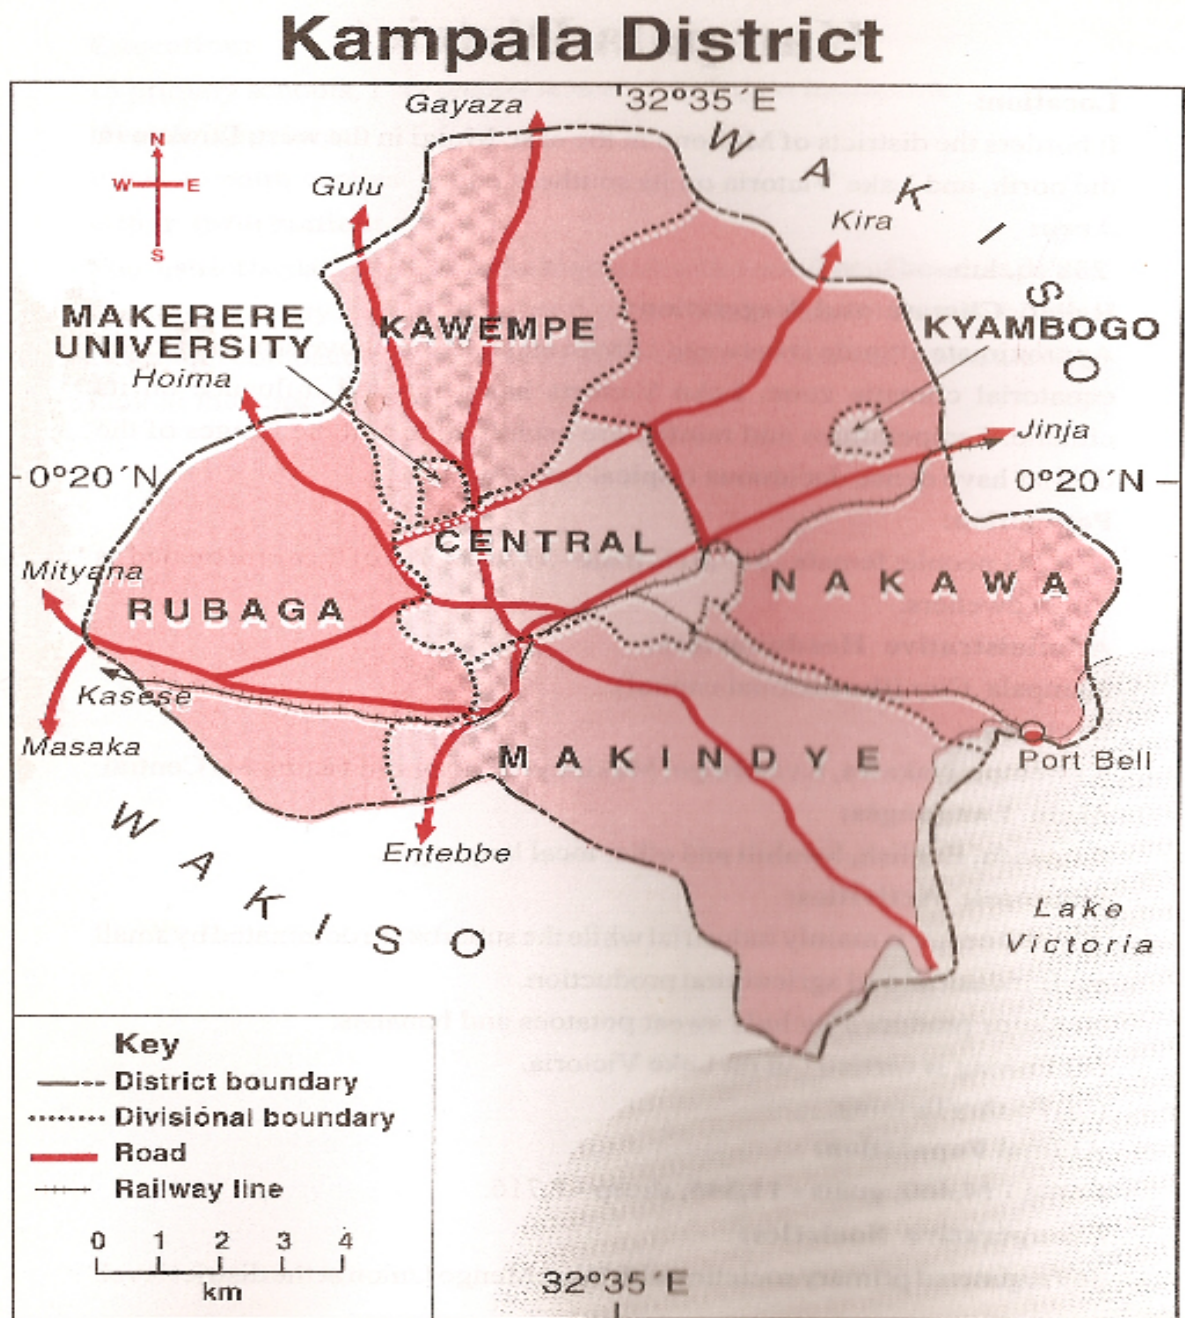 Kampala District
32°35´E
Gayaza
Gulu
Kira
W A K I S O
N
W E
S
MAKERERE
UNIVERSITY
KAWEMPE
KYAMBOGO
Hoima
Jinja
0°20´N
0°20´N
CENTRAL
Mityana
RUBAGA
NAKAWA
Kasese
Masaka
MAKINDYE
Port Bell
W A K I S O
Entebbe
Lake
Victoria
Key
District boundary
Divisiónal boundary
Road
Railway line
0 1 2 3 4
km
32°35´E